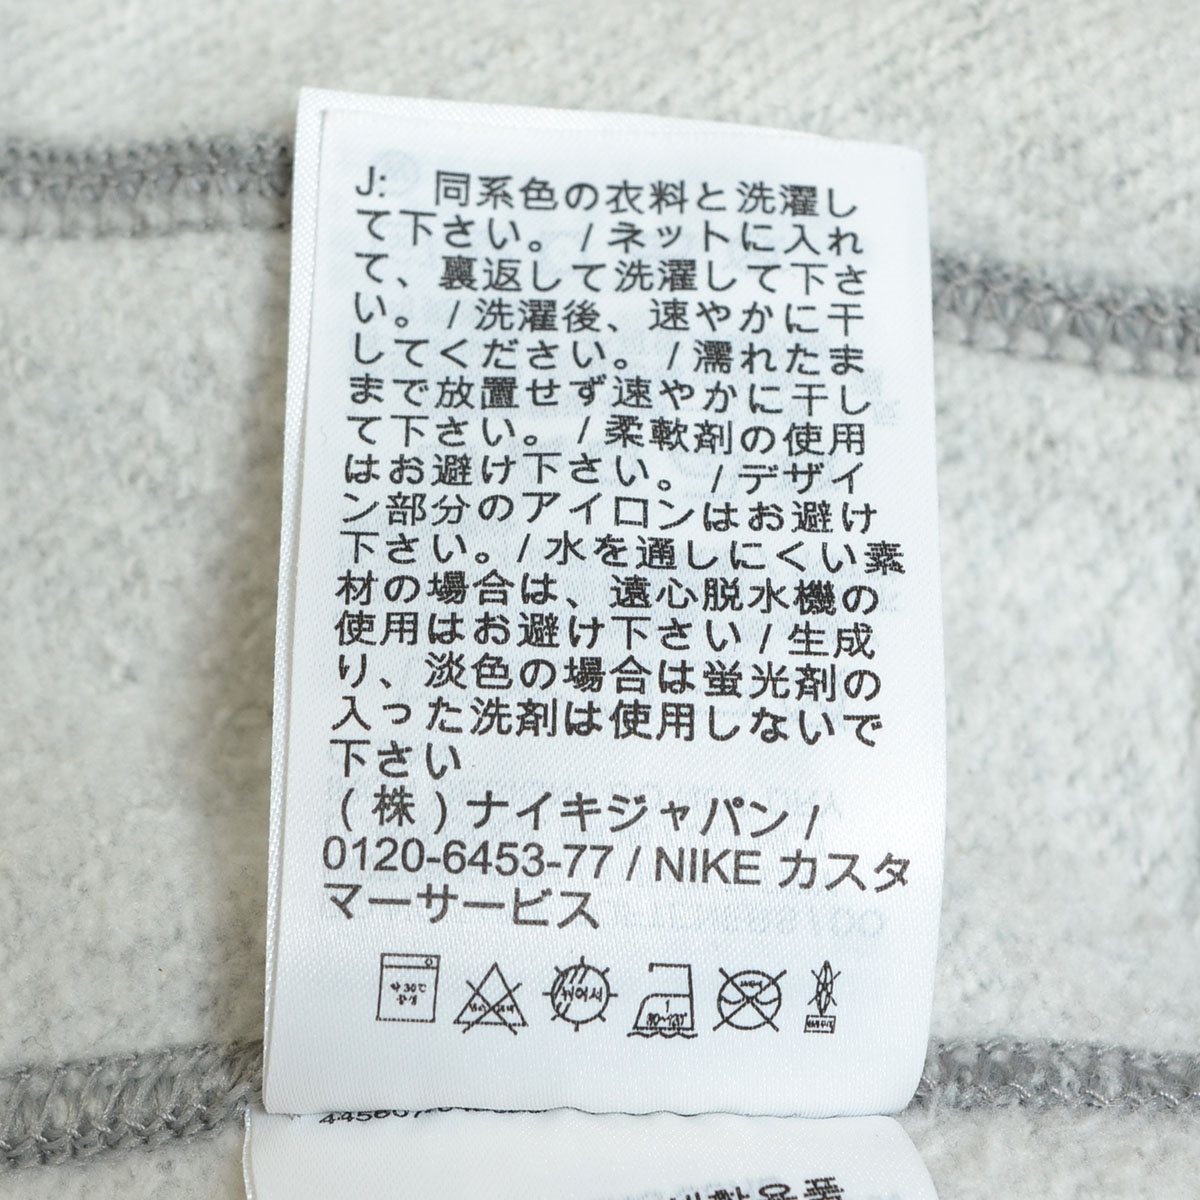 J: 同系色の衣料と洗濯し
て下さい。/ ネットに入れ
て、裏返して洗濯して下さ
い。/ 洗濯後、速やかに干
してください。/ 濡れたま
まで放置せず速やかに干し
て下さい。/ 柔軟剤の使用
はお避け下さい。/ デザイ
ン部分のアイロンはお避け
下さい。/ 水を通しにくい素
材の場合は、遠心脱水機の
使用はお避け下さい / 生成
り、淡色の場合は蛍光剤の
入った洗剤は使用しないで
下さい
(株) ナイキジャパン /
0120-6453-77 / NIKE カスタ
マーサービス